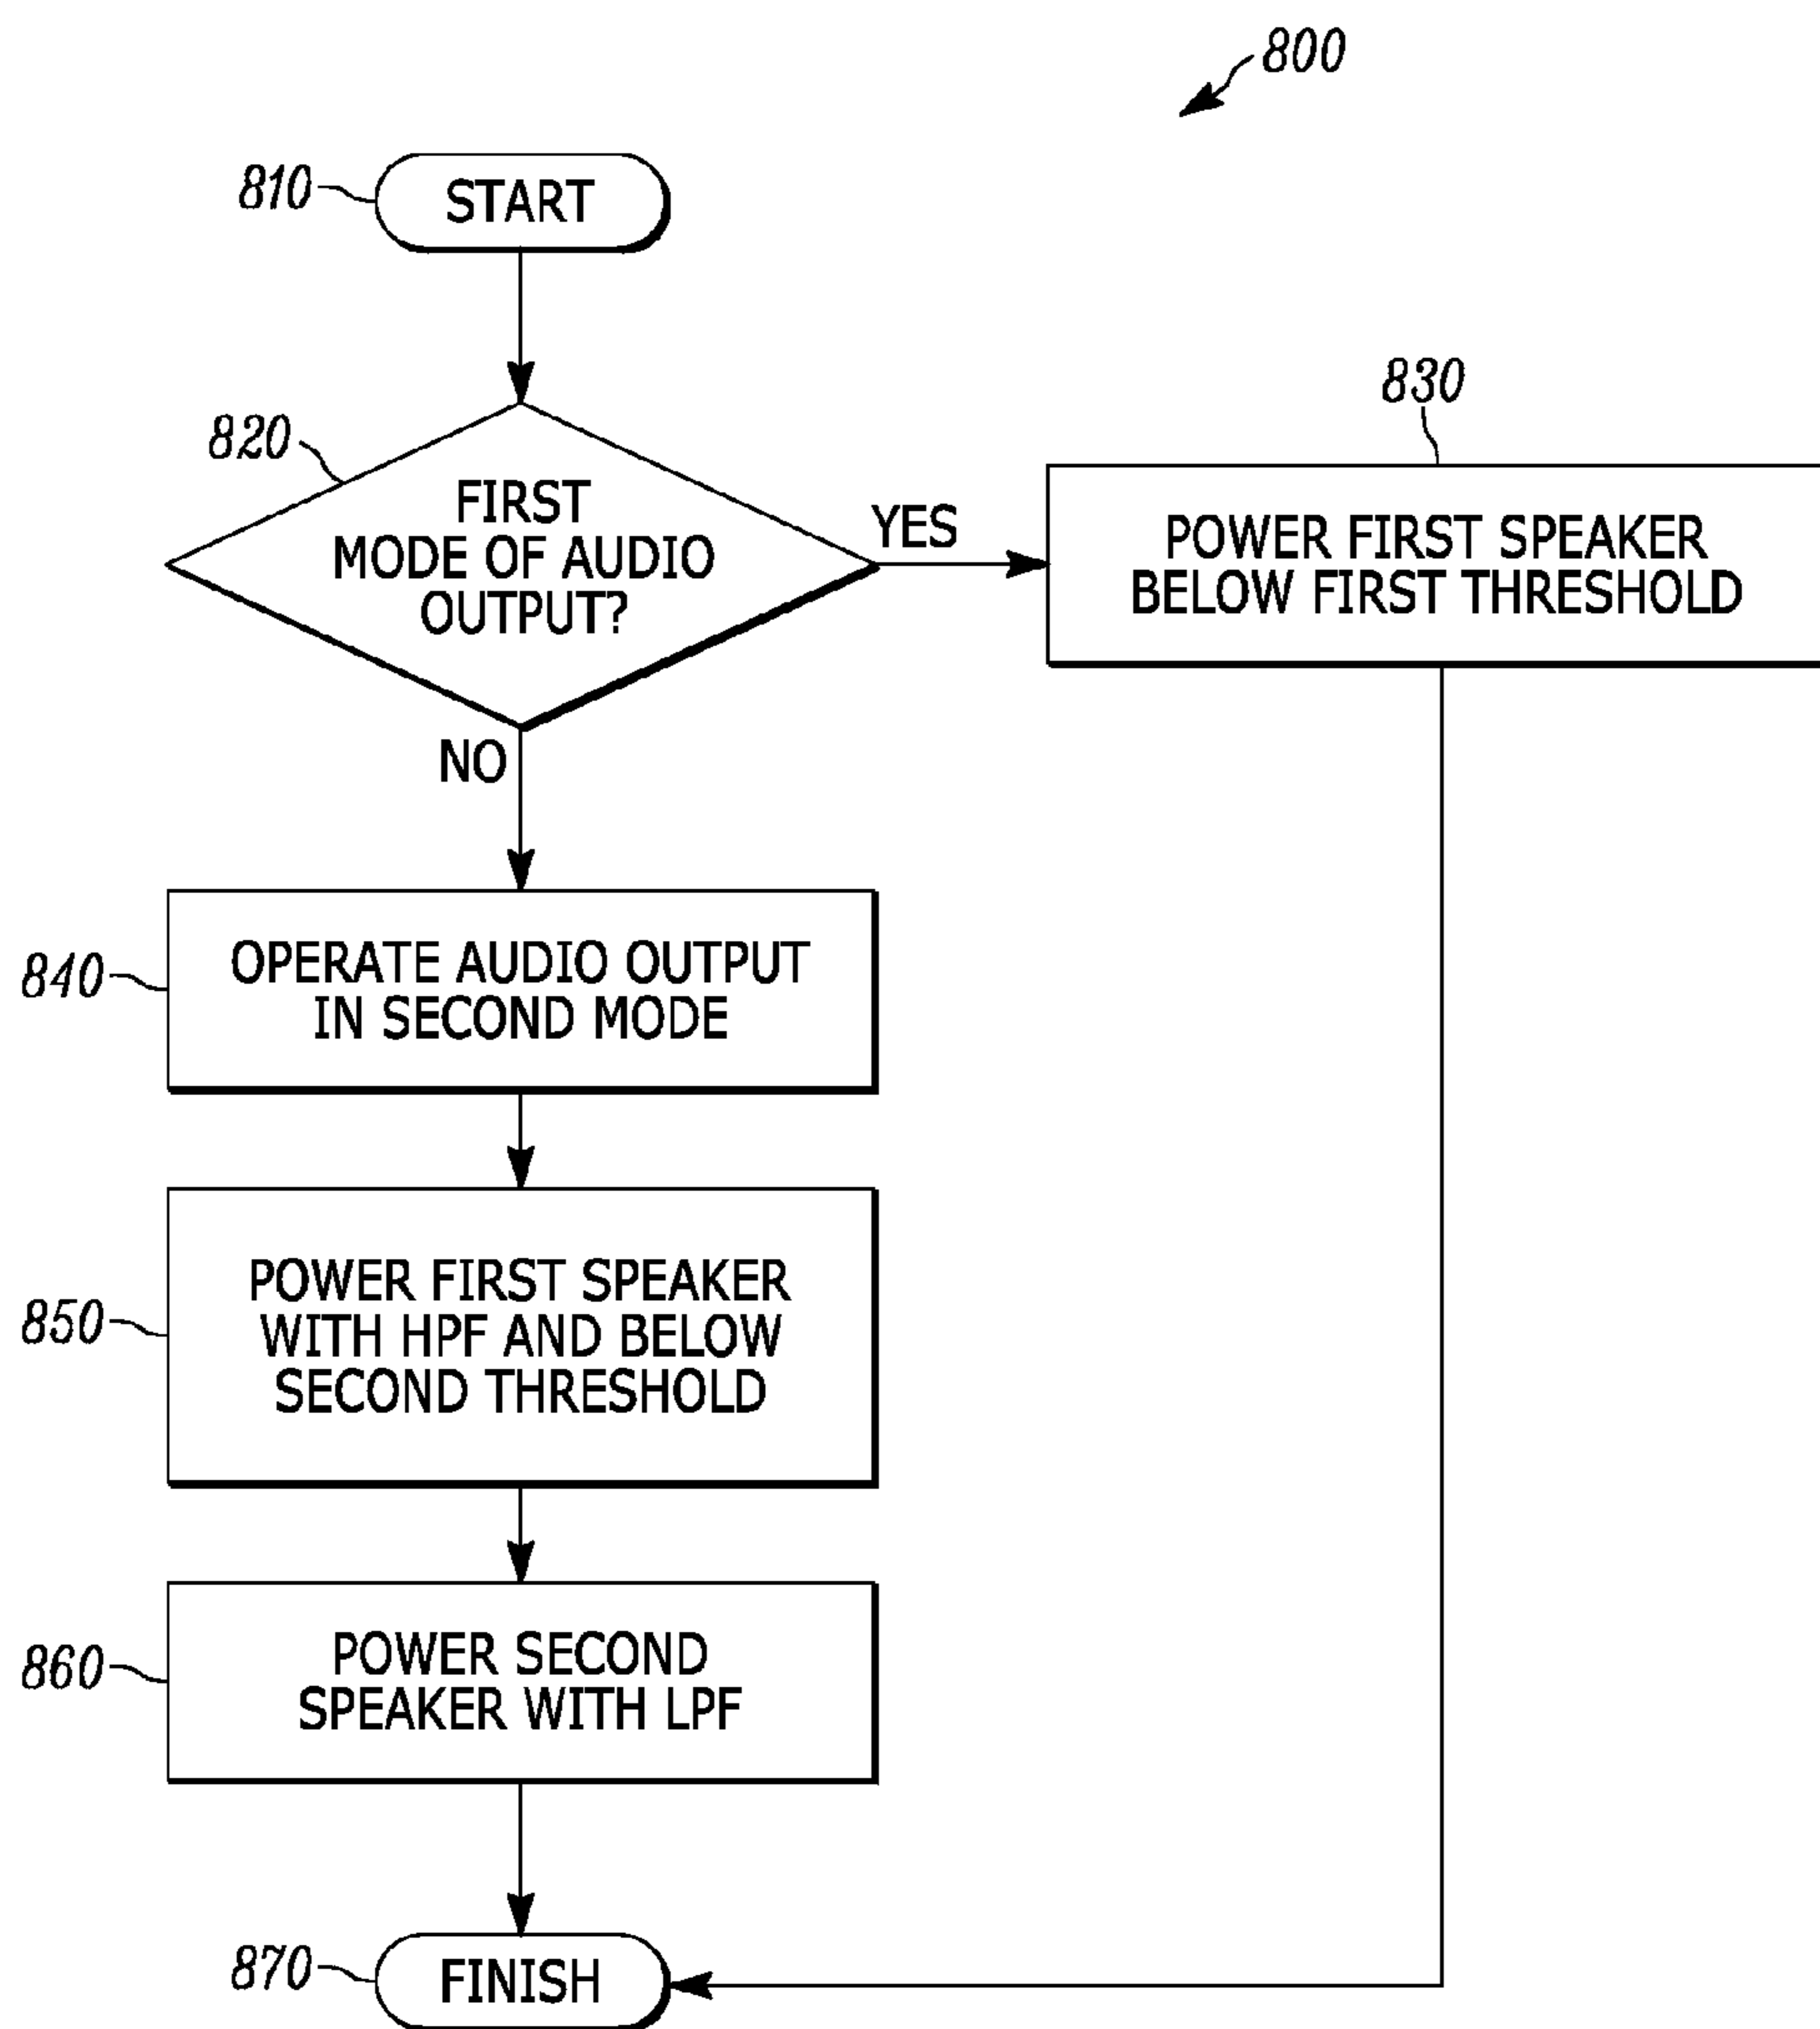 800
810
START
820
FIRST
MODE OF AUDIO
OUTPUT?
YES
830
POWER FIRST SPEAKER
BELOW FIRST THRESHOLD
NO
840
OPERATE AUDIO OUTPUT
IN SECOND MODE
850
POWER FIRST SPEAKER
WITH HPF AND BELOW
SECOND THRESHOLD
860
POWER SECOND
SPEAKER WITH LPF
870
FINISH